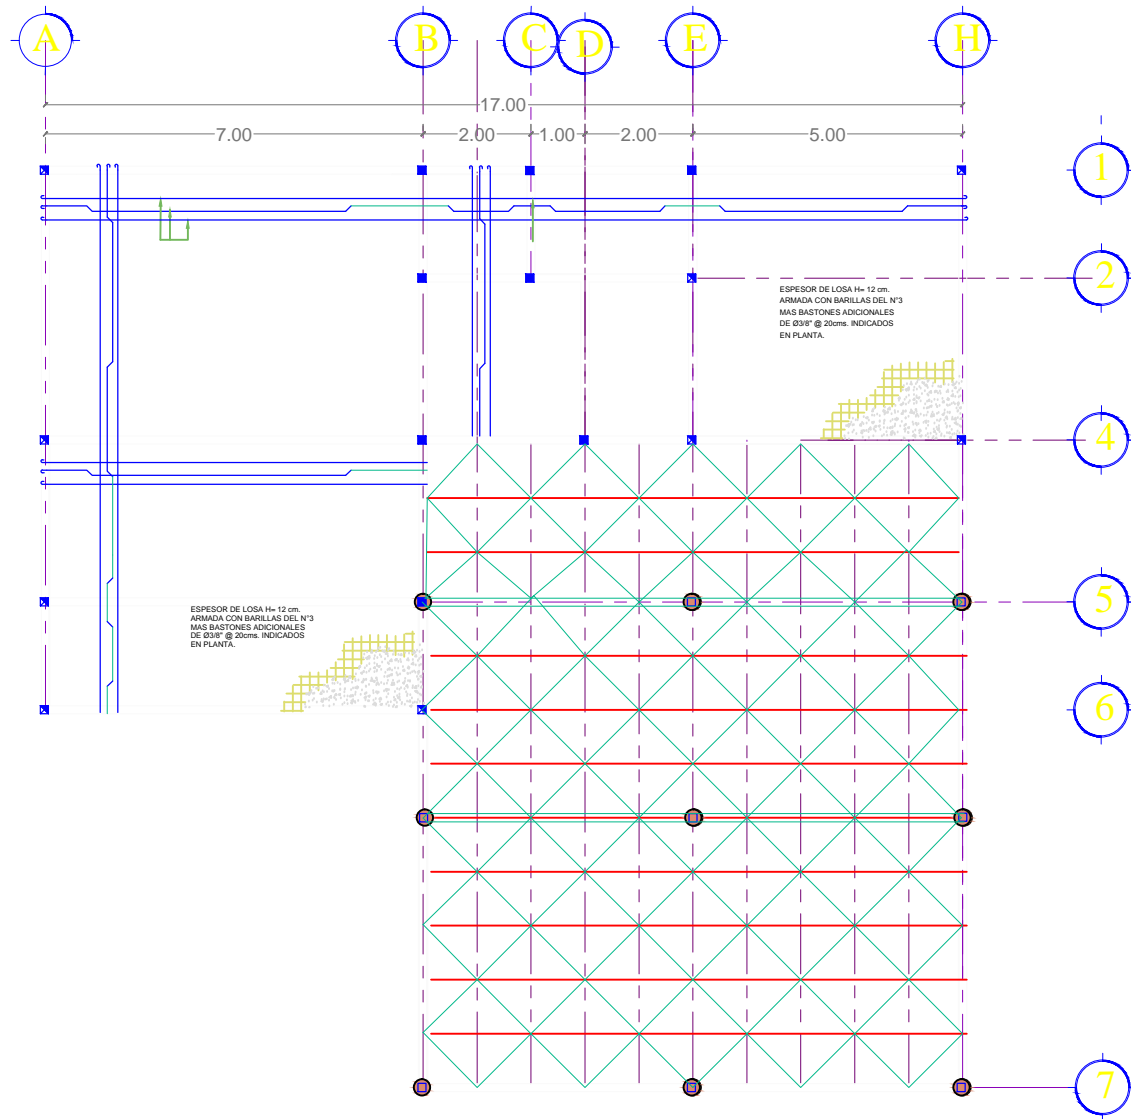 A B C D E H
17.00
7.00 2.00 1.00 2.00 5.00
1
2
ESPESOR DE LOSA H= 12 cm.
ARMADA CON BARILLAS DEL N°3
MAS BASTONES ADICIONALES
DE Ø3/8" @ 20cms. INDICADOS
EN PLANTA.
4
5
ESPESOR DE LOSA H= 12 cm.
ARMADA CON BARILLAS DEL N°3
MAS BASTONES ADICIONALES
DE Ø3/8" @ 20cms. INDICADOS
EN PLANTA.
6
7